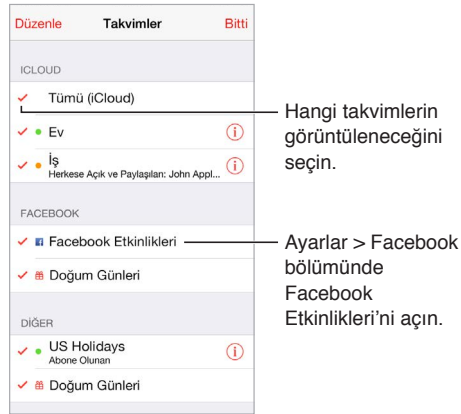 Düzenle Takvimler Bitti
ICLOUD
Tümü (iCloud)
Ev
İş
Herkese Açık ve Paylaşılan: John Appl...
FACEBOOK
Facebook Etkinlikleri
Doğum Günleri
DİĞER
US Holidays
Abone Olunan
Doğum Günleri
Hangi takvimlerin
görüntüleneceğini
seçin.
Ayarlar > Facebook
bölümünde
Facebook
Etkinlikleri’ni açın.